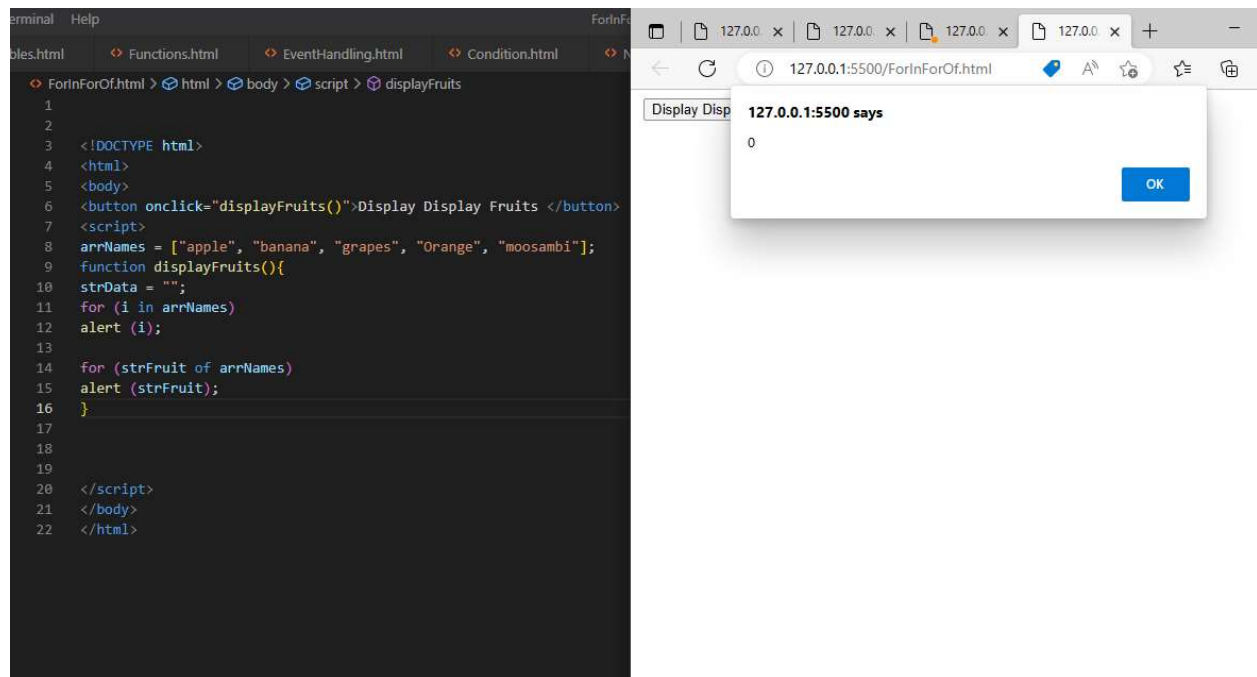 erminal Help ForInFo
bles.html Functions.html EventHandling.html Condition.html N
ForInForOf.html > html > body > script > displayFruits
1
2
3 <!DOCTYPE html>
4 <html>
5 <body>
6 <button onclick="displayFruits()">Display Display Fruits </button>
7 <script>
8 arrNames = ["apple", "banana", "grapes", "Orange", "moosambi"];
9 function displayFruits(){
10 strData = "";
11 for (i in arrNames)
12 alert (i);
13
14 for (strFruit of arrNames)
15 alert (strFruit);
16 }
17
18
19
20 </script>
21 </body>
22 </html>
127.0.0. 127.0.0. 127.0.0. 127.0.0.
127.0.0.1:5500/ForInForOf.html
Display Disp
127.0.0.1:5500 says
0
OK